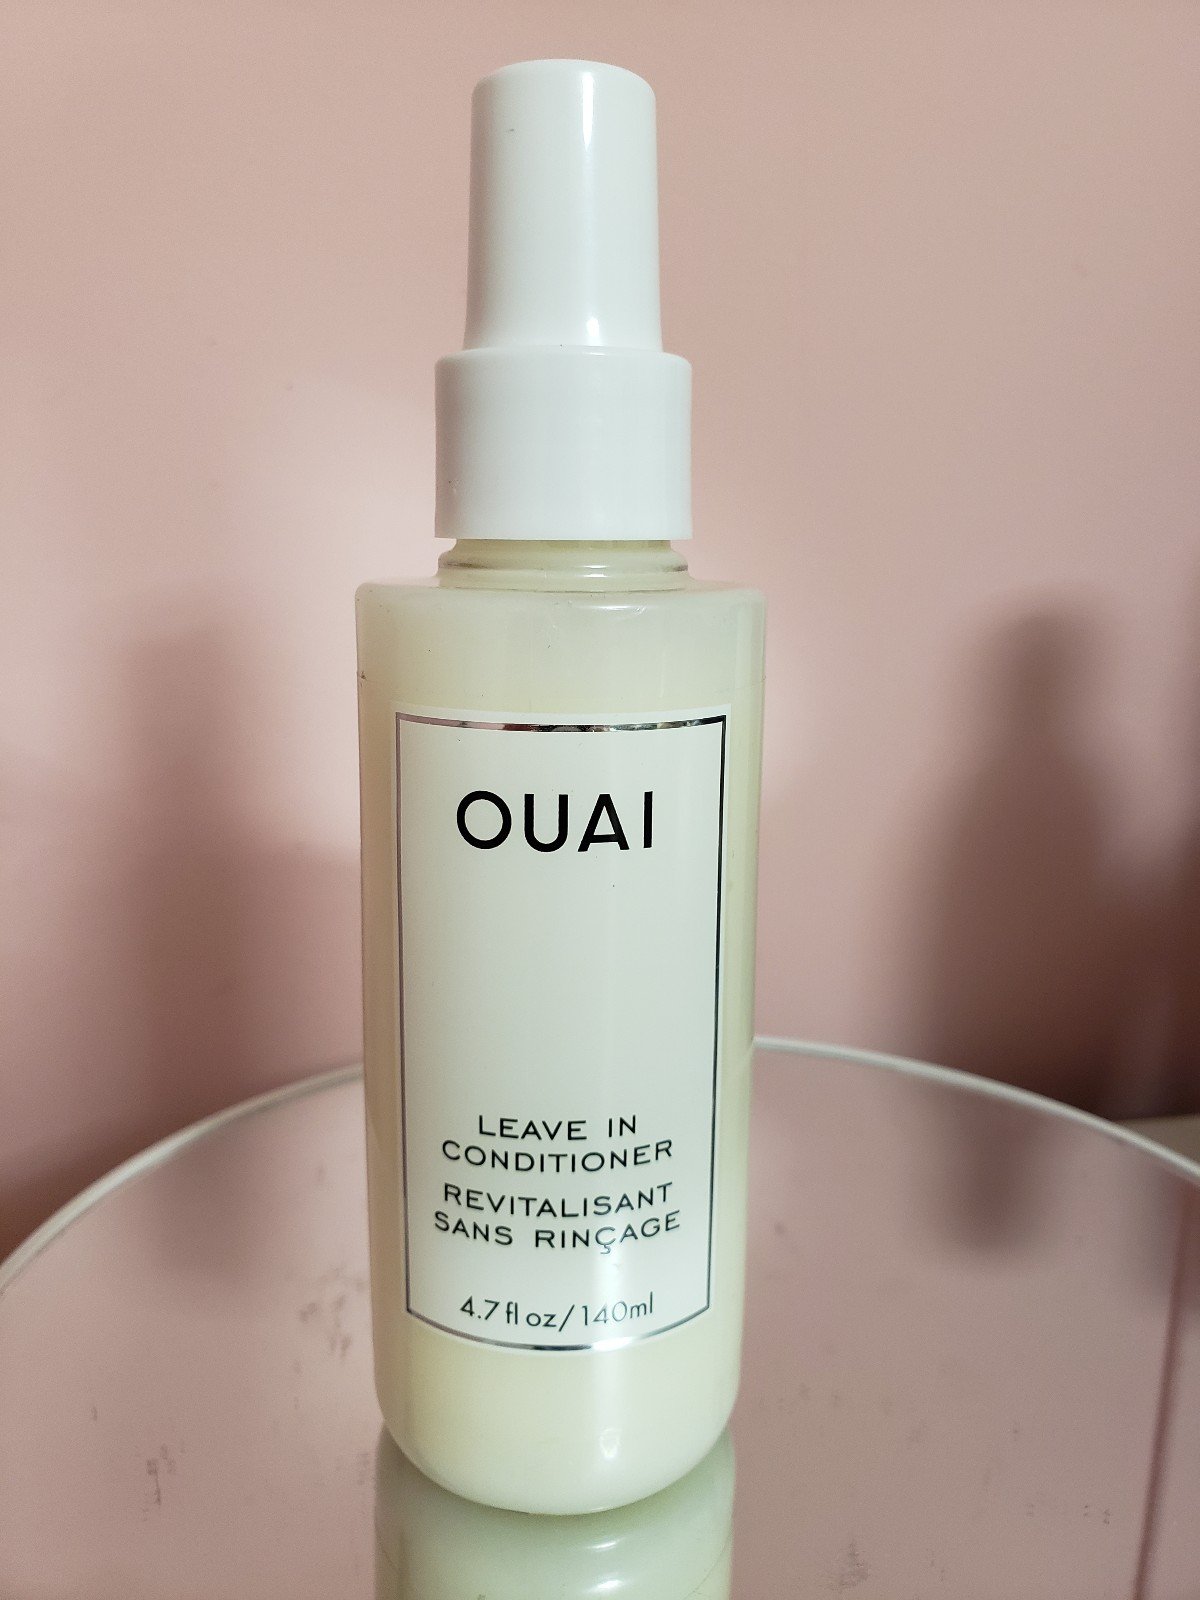 OUAI
LEAVE IN
CONDITIONER
REVITALISANT
SANS RINÇAGE
4.7 fl oz/140ml